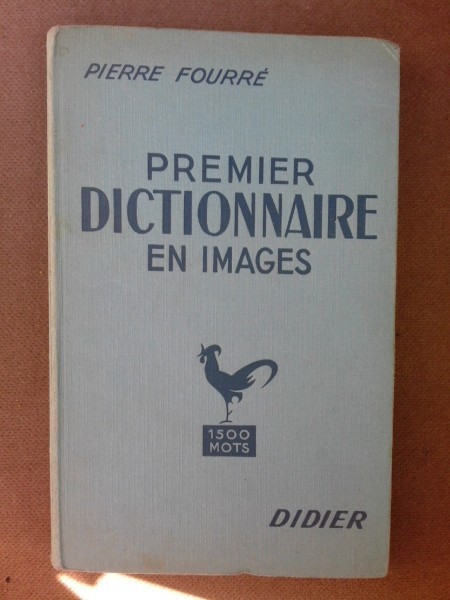 PIERRE FOURRÉ
PREMIER
DICTIONNAIRE
EN IMAGES
1500
MOTS
DIDIER